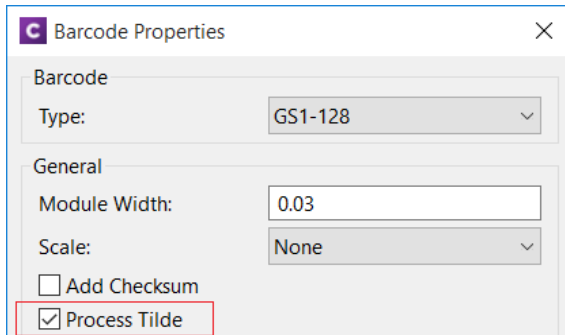 C Barcode Properties
Barcode
Type: GS1-128
General
Module Width: 0.03
Scale: None
Add Checksum
Process Tilde